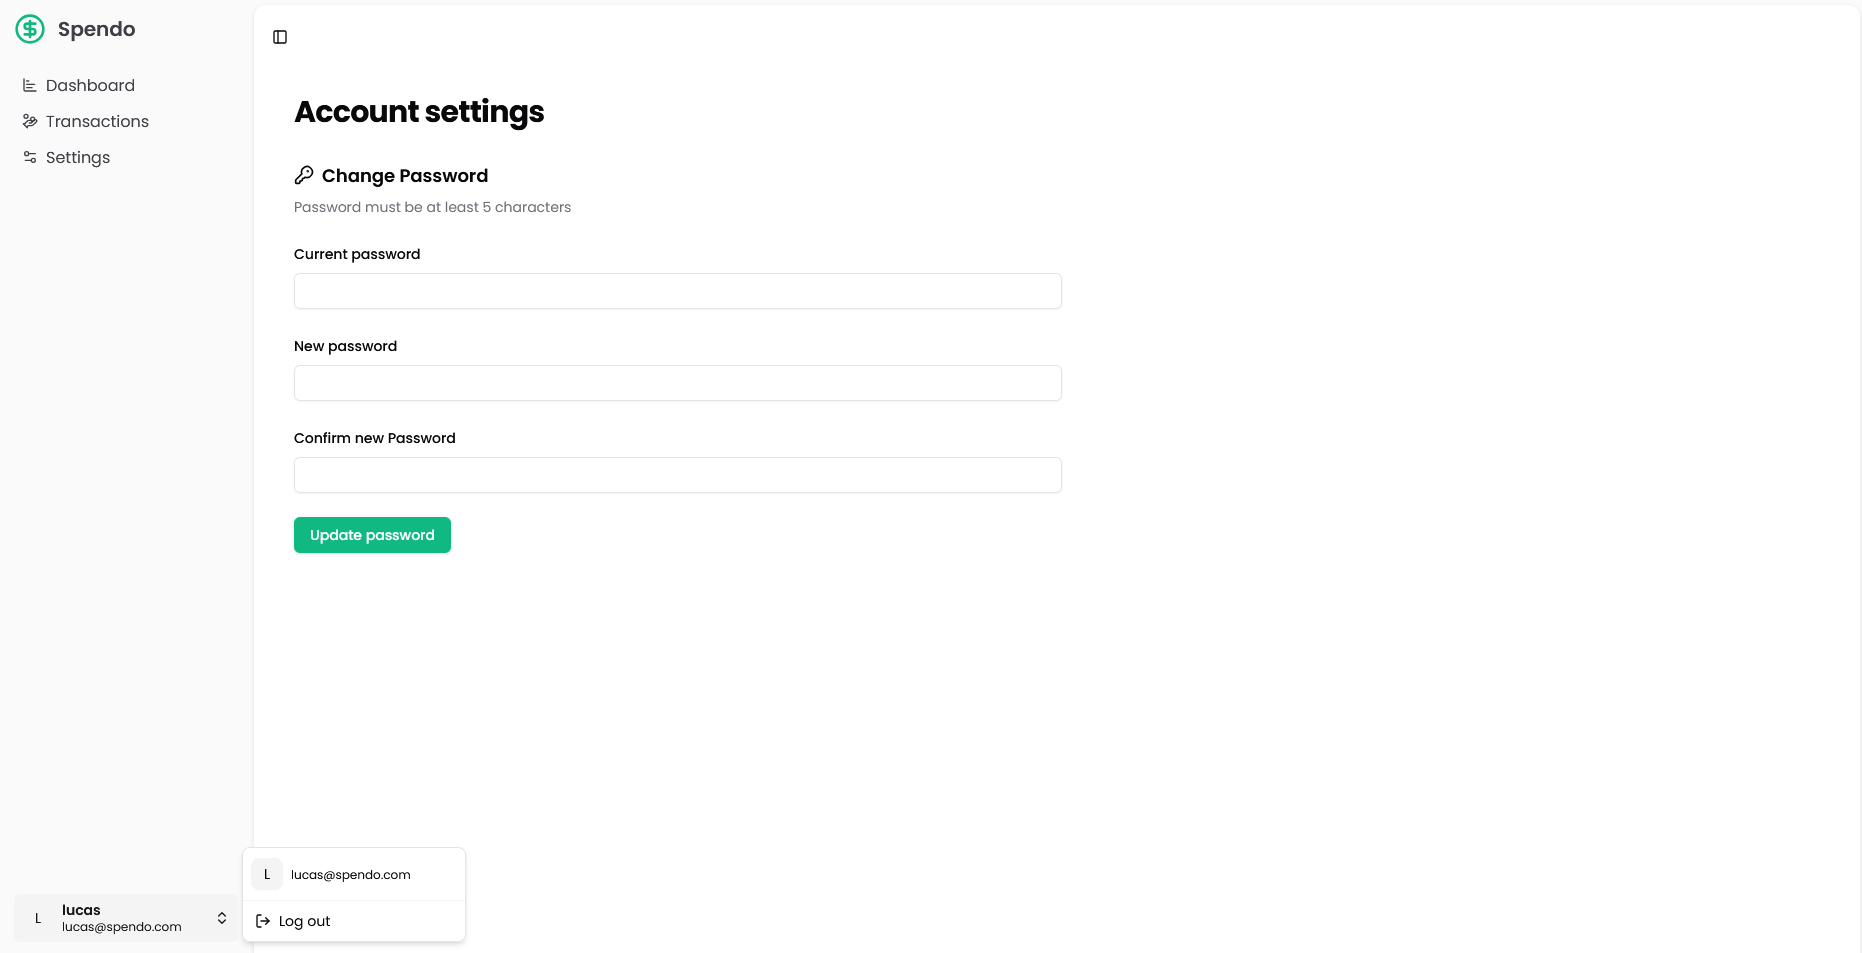 Spendo
Dashboard
Transactions
Settings
Account settings
Change Password
Password must be at least 5 characters
Current password
New password
Confirm new Password
Update password
L
lucas@spendo.com
Log out
L
lucas
lucas@spendo.com